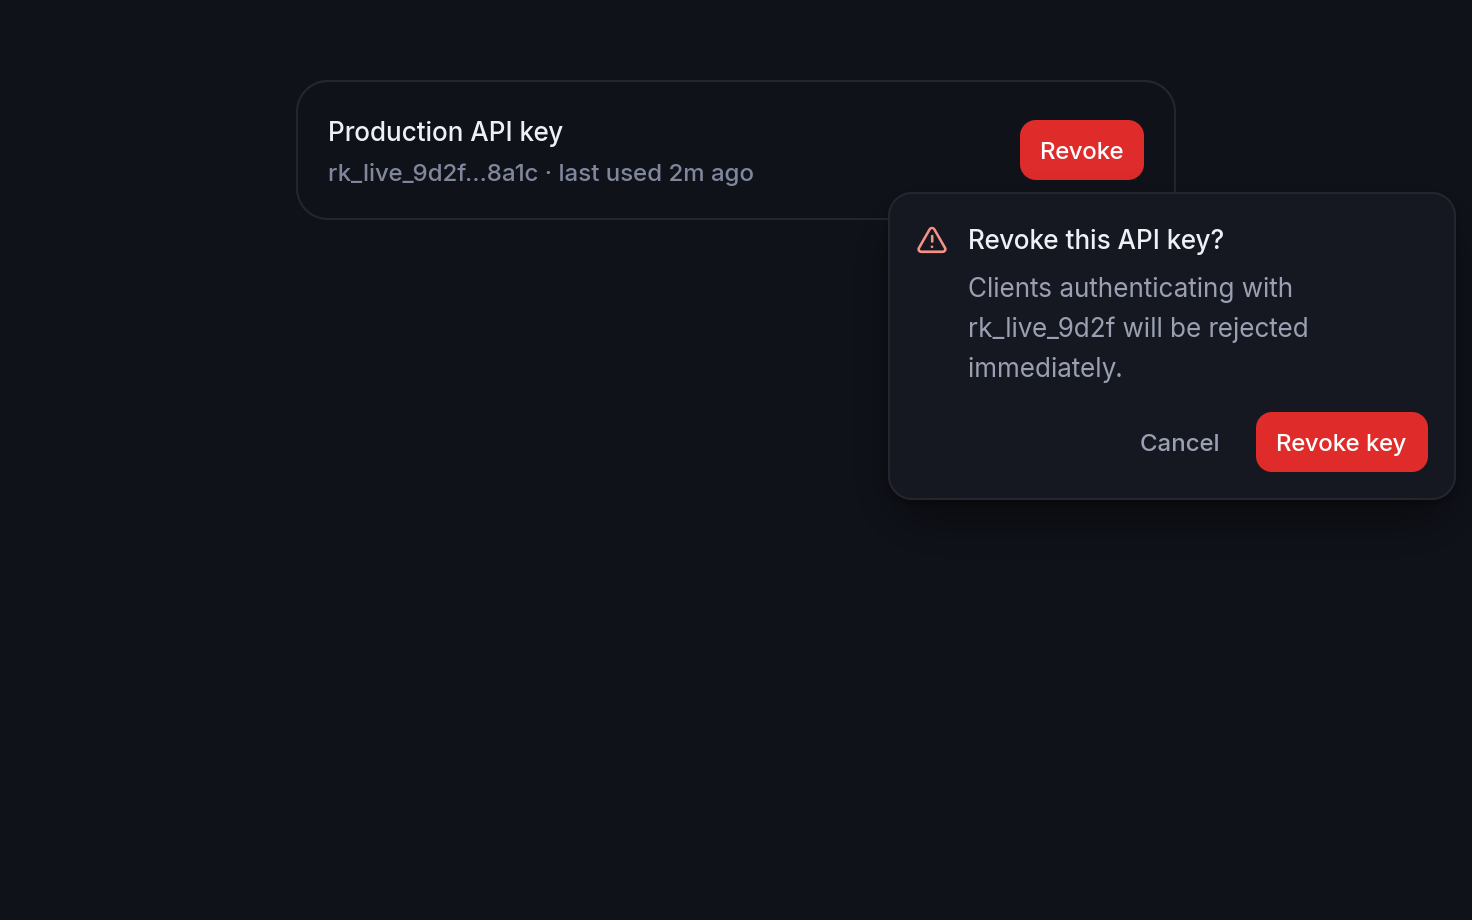 Production API key
rk_live_9d2f…8a1c · last used 2m ago
Revoke
Revoke this API key?
Clients authenticating with
rk_live_9d2f will be rejected
immediately.
Cancel
Revoke key